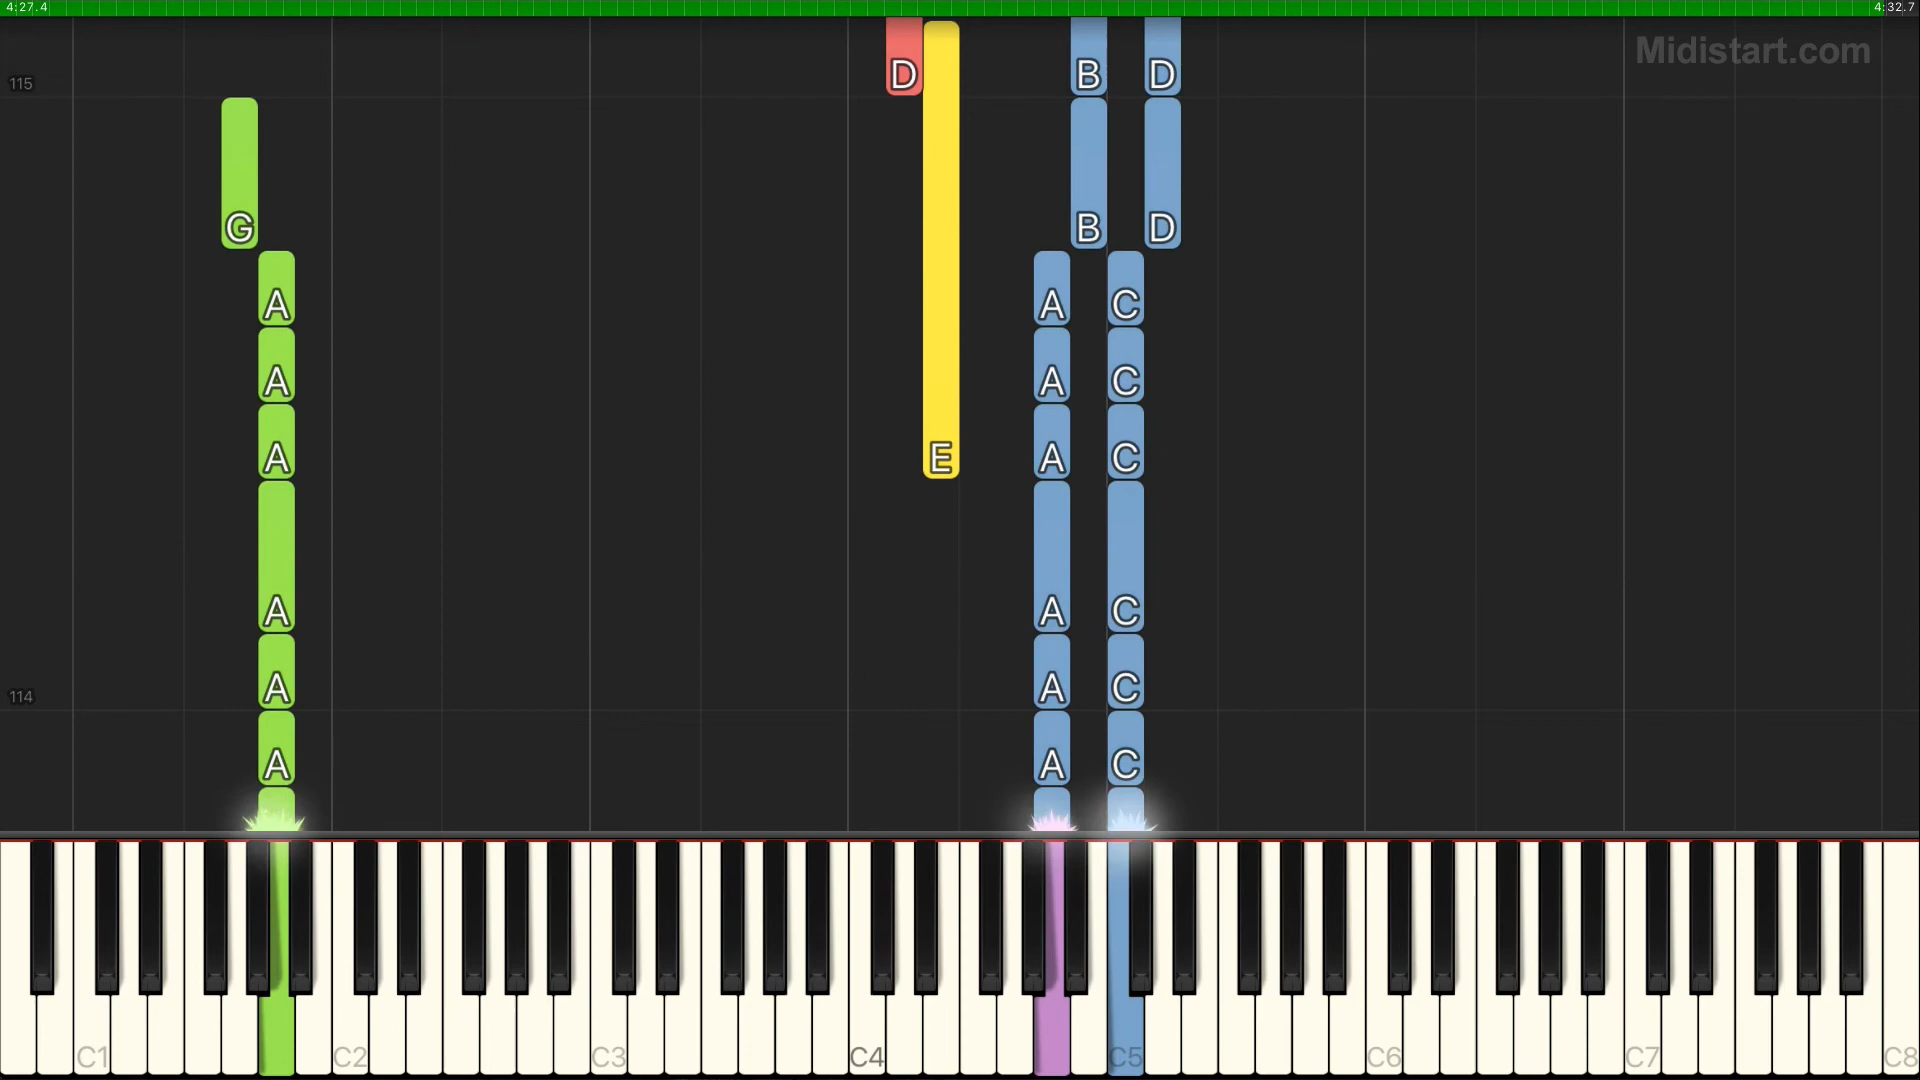 4:27.4 4:32.7
Midistart.com
D B D
115
G B D
A A C
A A C
A E A C
A A C
A A C
114
A A C
C1 C2 C3 C4 C5 C6 C7 C8